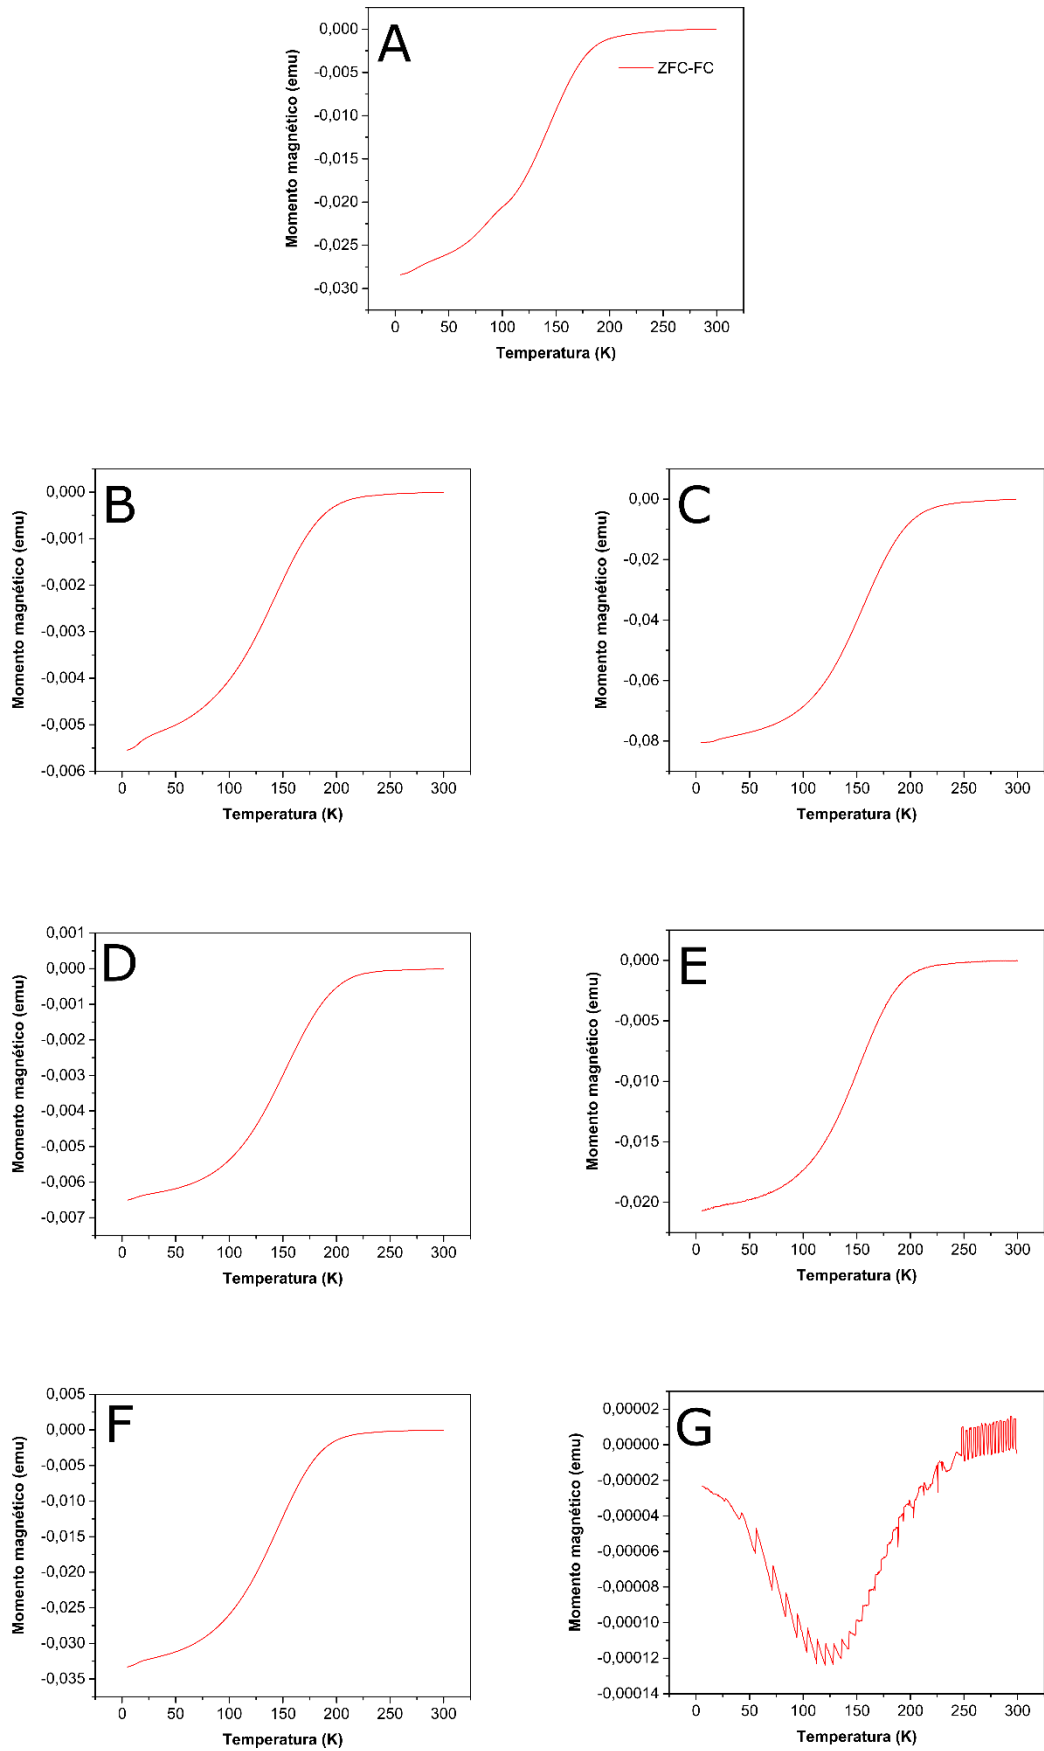 A
0,000
-0,005
-0,010
-0,015
-0,020
-0,025
-0,030
Momento magnético (emu)
ZFC-FC
0 50 100 150 200 250 300
Temperatura (K)
B
0,000
-0,001
-0,002
-0,003
-0,004
-0,005
-0,006
Momento magnético (emu)
0 50 100 150 200 250 300
Temperatura (K)
C
0,00
-0,02
-0,04
-0,06
-0,08
Momento magnético (emu)
0 50 100 150 200 250 300
Temperatura (K)
D
0,001
0,000
-0,001
-0,002
-0,003
-0,004
-0,005
-0,006
-0,007
Momento magnético (emu)
0 50 100 150 200 250 300
Temperatura (K)
E
0,000
-0,005
-0,010
-0,015
-0,020
Momento magnético (emu)
0 50 100 150 200 250 300
Temperatura (K)
F
0,005
0,000
-0,005
-0,010
-0,015
-0,020
-0,025
-0,030
-0,035
Momento magnético (emu)
0 50 100 150 200 250 300
Temperatura (K)
G
0,00002
0,00000
-0,00002
-0,00004
-0,00006
-0,00008
-0,00010
-0,00012
-0,00014
Momento magnético (emu)
0 50 100 150 200 250 300
Temperatura (K)